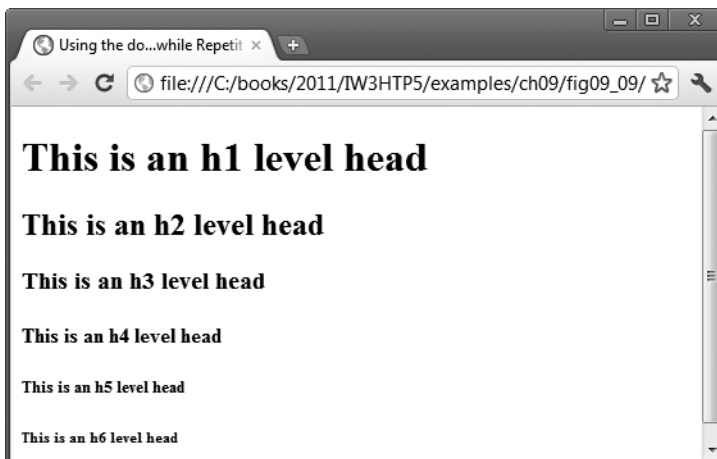 Using the do...while Repetit
file:///C:/books/2011/IW3HTP5/examples/ch09/fig09_09/
This is an h1 level head
This is an h2 level head
This is an h3 level head
This is an h4 level head
This is an h5 level head
This is an h6 level head